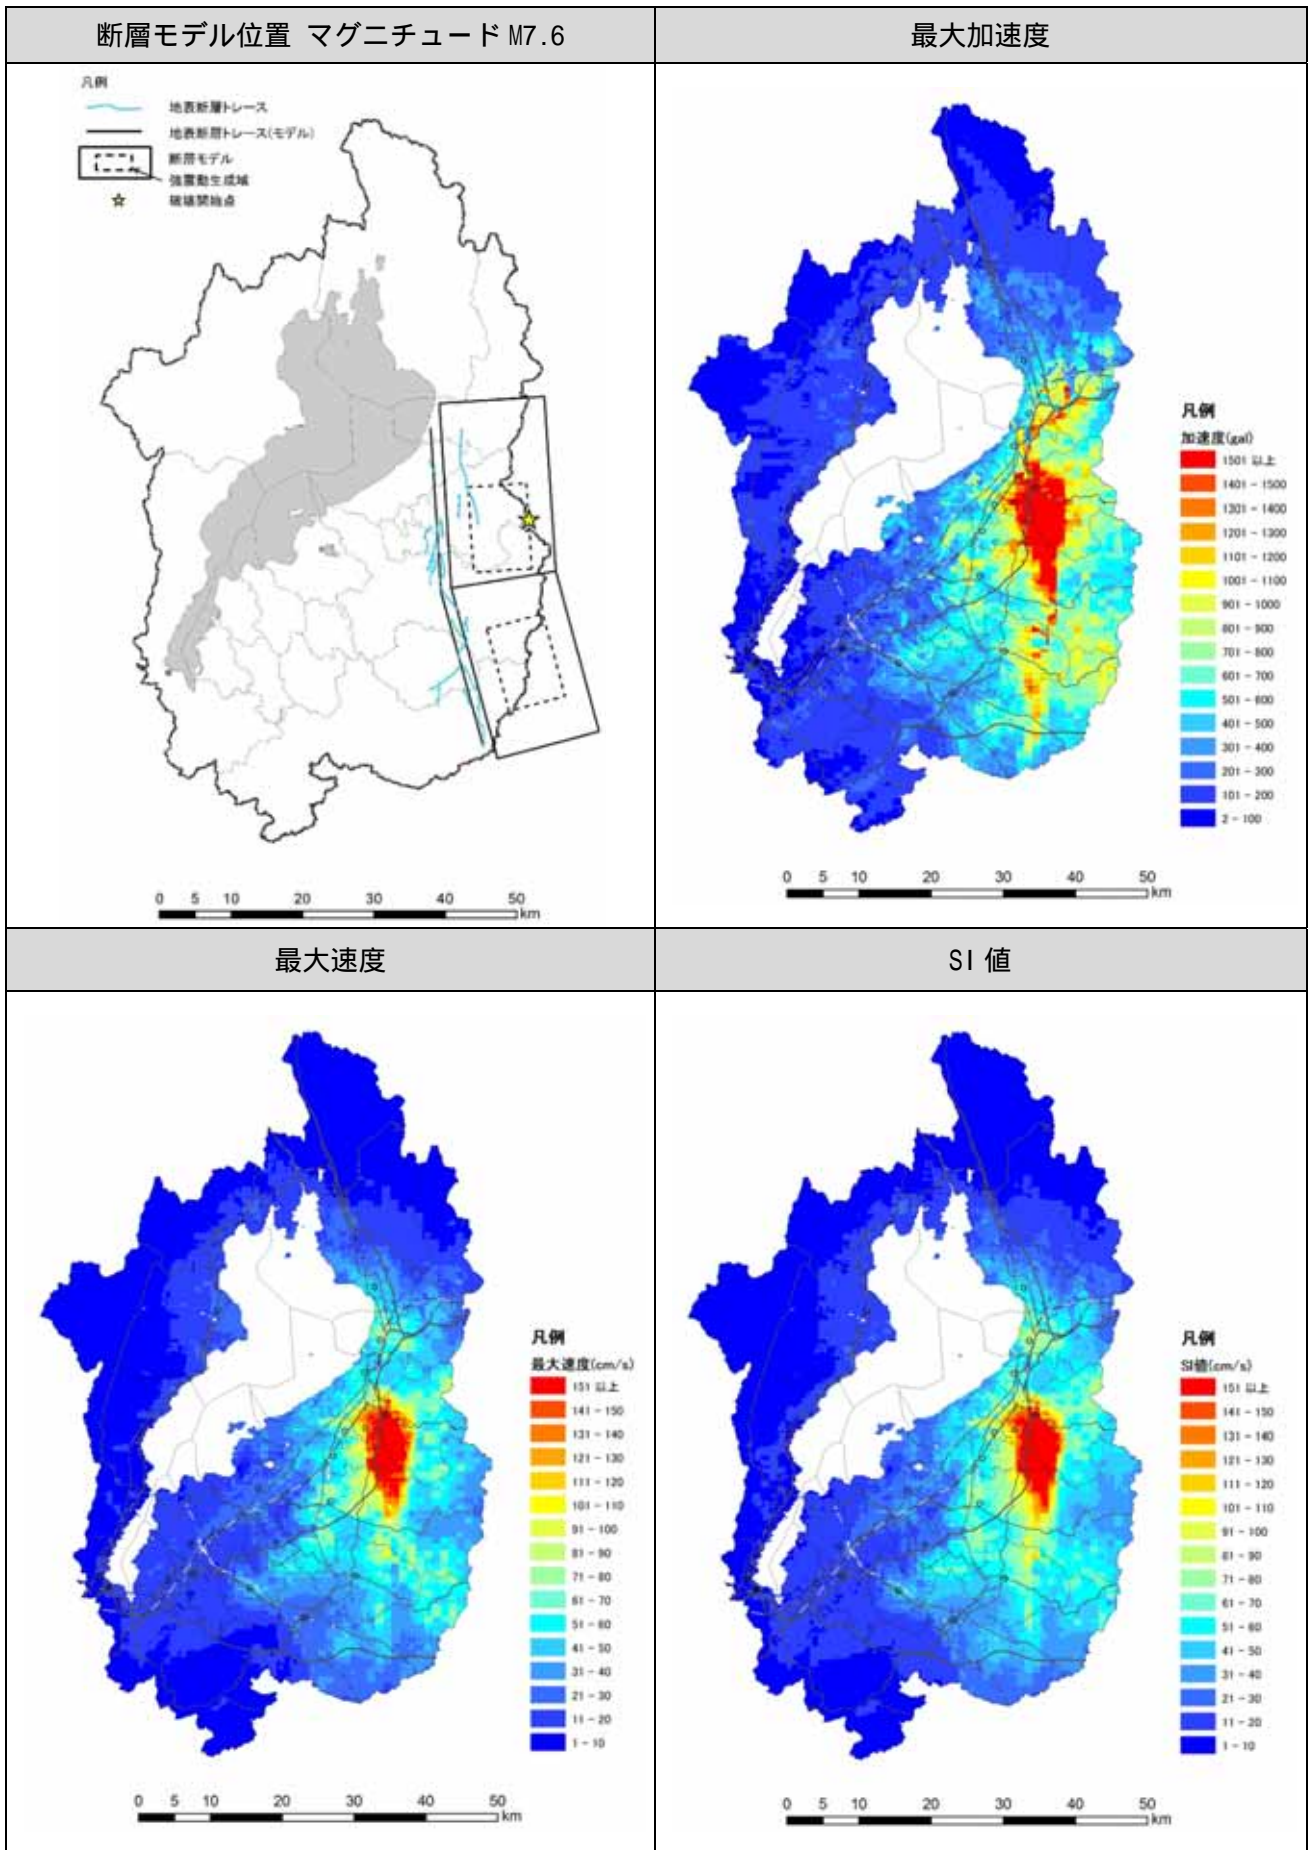 断層モデル位置 マグニチュード M7.6
最大加速度
凡例
地表断層トレース
地表断層トレース(モデル)
断層モデル
強震動生成域
破壊開始点
0 5 10 20 30 40 50
km
凡例
加速度(gal)
1501 以上
1401 - 1500
1301 - 1400
1201 - 1300
1101 - 1200
1001 - 1100
901 - 1000
801 - 900
701 - 800
601 - 700
501 - 600
401 - 500
301 - 400
201 - 300
101 - 200
2 - 100
0 5 10 20 30 40 50
km
最大速度
SI 値
凡例
最大速度(cm/s)
151 以上
141 - 150
131 - 140
121 - 130
111 - 120
101 - 110
91 - 100
81 - 90
71 - 80
61 - 70
51 - 60
41 - 50
31 - 40
21 - 30
11 - 20
1 - 10
0 5 10 20 30 40 50
km
凡例
SI値(cm/s)
151 以上
141 - 150
131 - 140
121 - 130
111 - 120
101 - 110
91 - 100
81 - 90
71 - 80
61 - 70
51 - 60
41 - 50
31 - 40
21 - 30
11 - 20
1 - 10
0 5 10 20 30 40 50
km